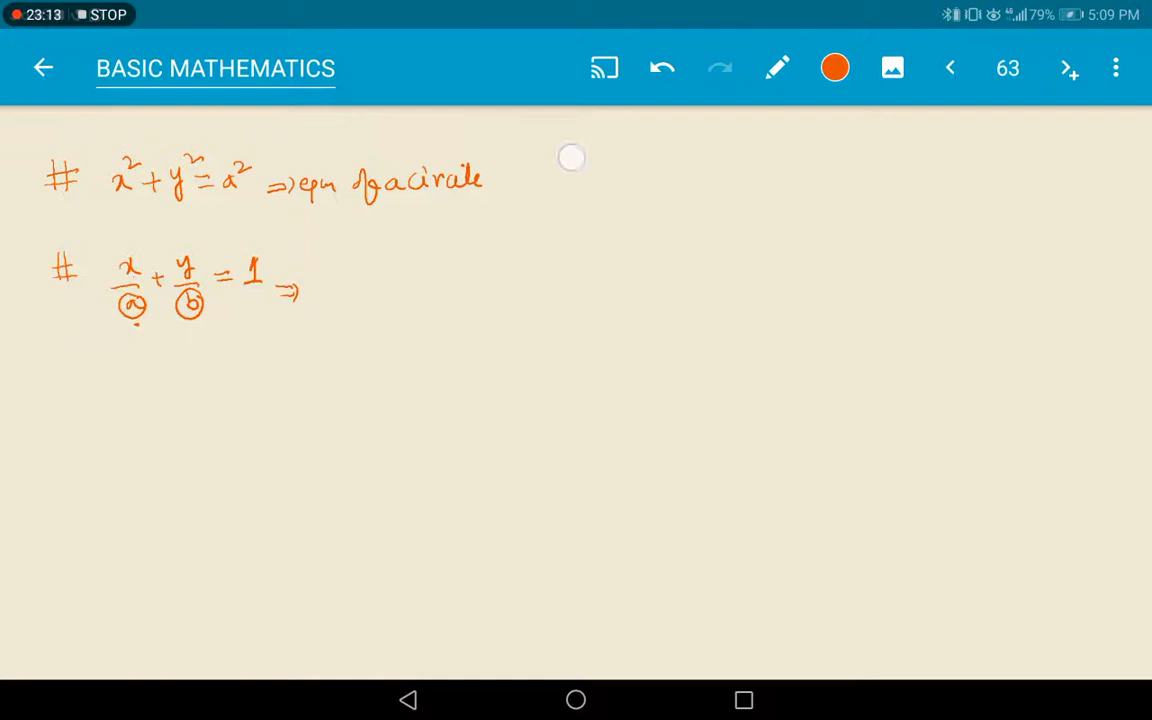 23:13 STOP 79% 5:09 PM
BASIC MATHEMATICS 63
# x² + y² = a² ⇒ eqn of a circle
# x/a + y/b = 1 ⇒